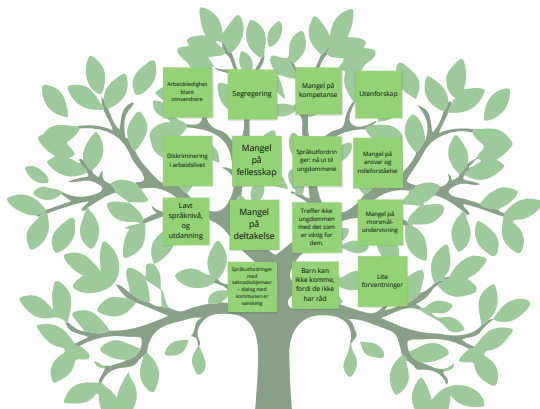 Arbeidsledighet
blant
innvandrere
Segregering
Mangel på
kompetanse
Utenforskap
Diskriminering
i arbeidslivet
Mangel
på
fellesskap
Språkutfordrin
ger: nå ut til
ungdommene
Mangel på
ansvar og
rolleforståelse
Lavt
språknivå,
og
utdanning
Mangel
på
deltakelse
Treffer ikke
ungdommen
med det som
er viktig for
dem.
Mangel på
morsmål-
undervisning
Språkutfordringer
med
søknadsskjemaer
– dialog med
kommunen er
vanskelig
Barn kan
ikke komme,
fordi de ikke
har råd
Lite
forventninger